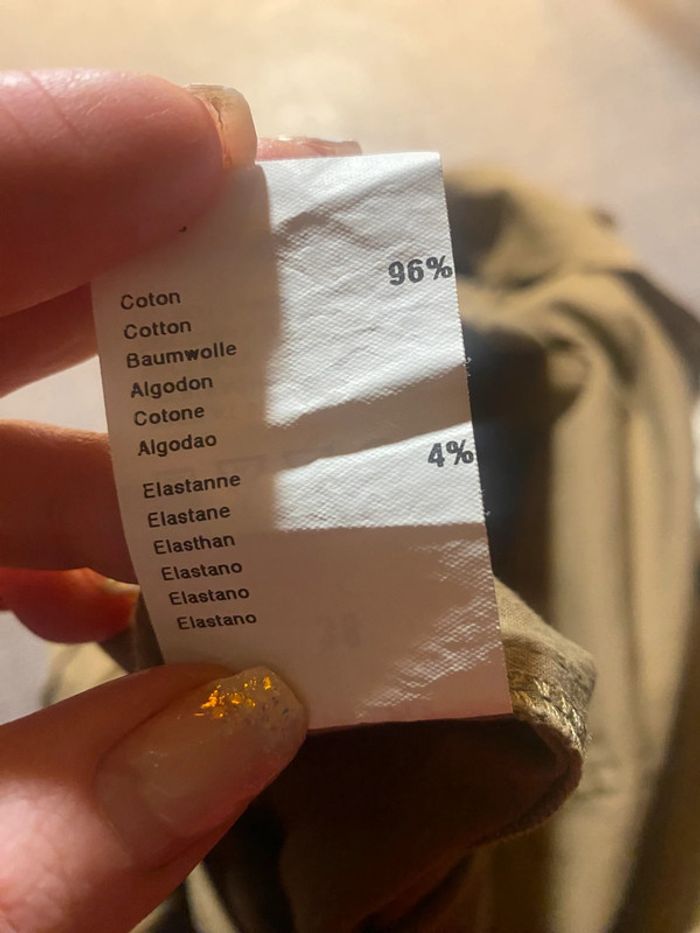 96%
Coton
Cotton
Baumwolle
Algodon
Cotone
Algodao
4%
Elastanne
Elastane
Elasthan
Elastano
Elastano
Elastano